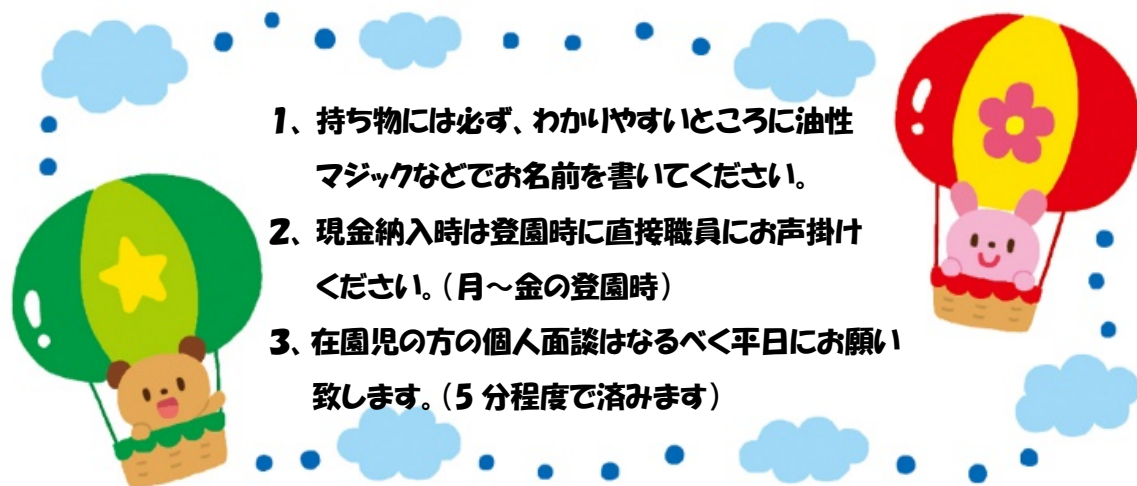 1、持ち物には必ず、わかりやすいところに油性
マジックなどでお名前を書いてください。
2、現金納入時は登園時に直接職員にお声掛け
ください。（月～金の登園時）
3、在園児の方の個人面談はなるべく平日にお願い
致します。（5分程度で済みます）